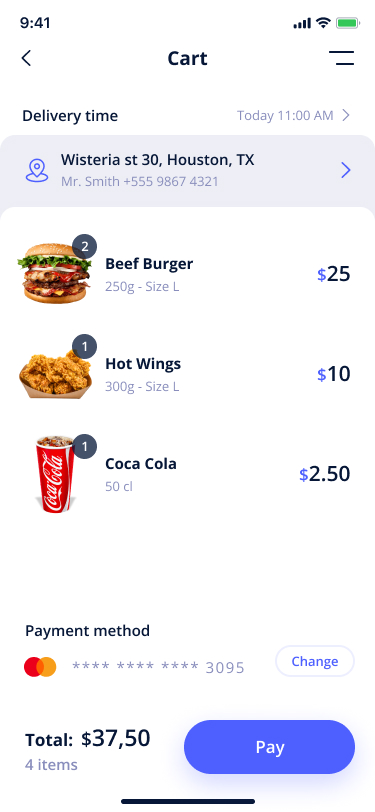 9:41
Cart
Delivery time
Today 11:00 AM
Wisteria st 30, Houston, TX
Mr. Smith +555 9867 4321
2
Beef Burger
250g - Size L
$25
1
Hot Wings
300g - Size L
$10
1
Coca-Cola
Coca Cola
50 cl
$2.50
Payment method
**** **** **** 3095
Change
Total: $37,50
4 items
Pay